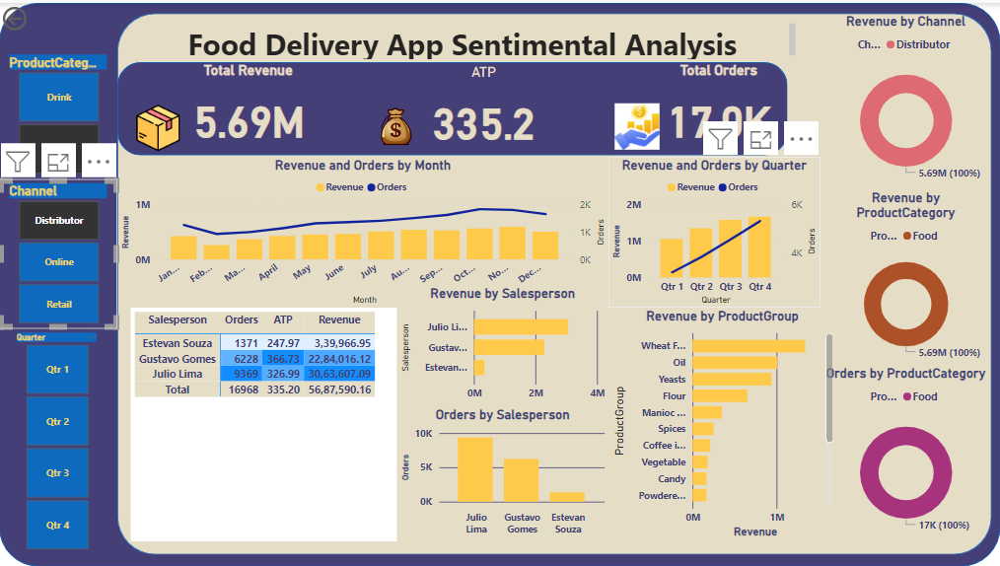 Food Delivery App Sentimental Analysis
ProductCateg...
Drink
Channel
Distributor
Online
Retail
Quarter
Qtr 1
Qtr 2
Qtr 3
Qtr 4
Total Revenue
5.69M
ATP
335.2
Total Orders
Revenue and Orders by Month
Revenue Orders
1M
0M
Revenue
2K
1K
0K
Orders
Jan... Feb... Ma... April May June July Au... Sep... Oct... No... Dec...
Month
Revenue and Orders by Quarter
Revenue Orders
2M
1M
0M
Revenue
6K
4K
Orders
Qtr 1 Qtr 2 Qtr 3 Qtr 4
Quarter
Salesperson Orders ATP Revenue
Estevan Souza 1371 247.97 3,39,966.95
Gustavo Gomes 6228 366.73 22,84,016.12
Julio Lima 9369 326.99 30,63,607.09
Total 16968 335.20 56,87,590.16
Revenue by Salesperson
Salesperson
Julio Li...
Gustav...
Estevan...
0M 2M 4M
Orders by Salesperson
Orders
10K
5K
0K
Julio Lima
Gustavo Gomes
Estevan Souza
Revenue by ProductGroup
ProductGroup
Wheat F...
Oil
Yeasts
Flour
Manioc ...
Spices
Coffee i...
Vegetable
Candy
Powdere...
0M 1M
Revenue
Revenue by Channel
Ch... Distributor
5.69M (100%)
Revenue by
ProductCategory
Pro... Food
5.69M (100%)
Orders by ProductCategory
Pro... Food
17K (100%)